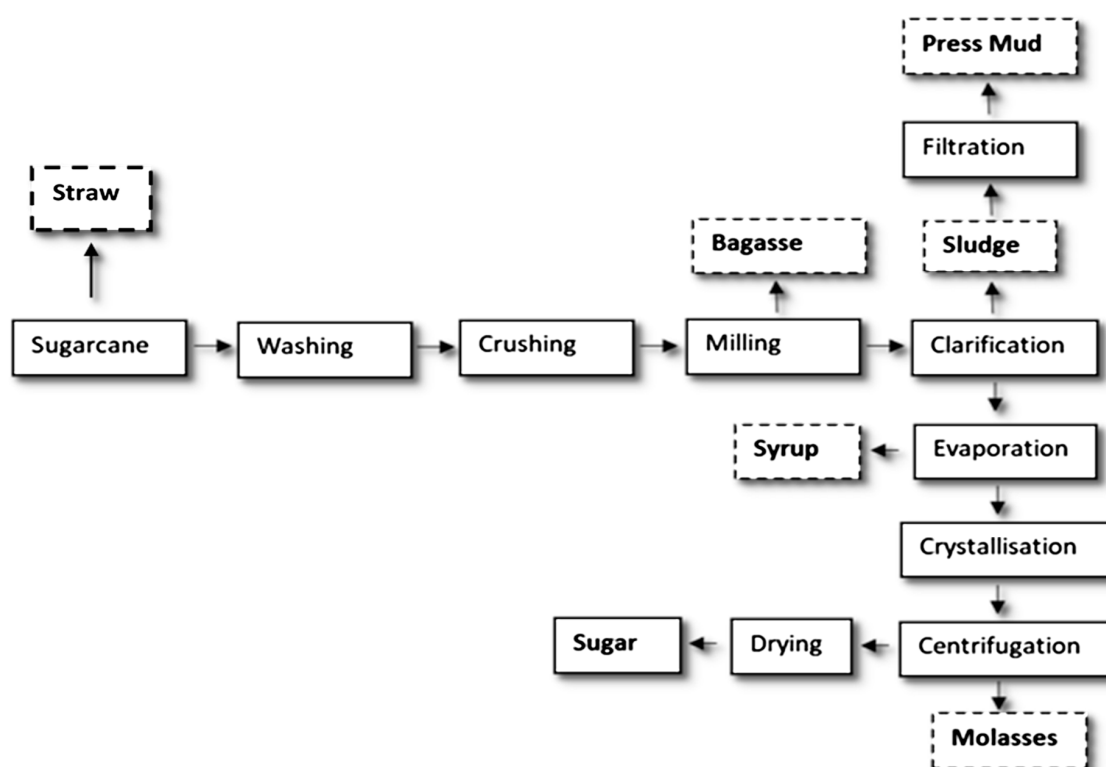 Press Mud
Filtration
Straw
Bagasse
Sludge
Sugarcane
Washing
Crushing
Milling
Clarification
Syrup
Evaporation
Crystallisation
Sugar
Drying
Centrifugation
Molasses